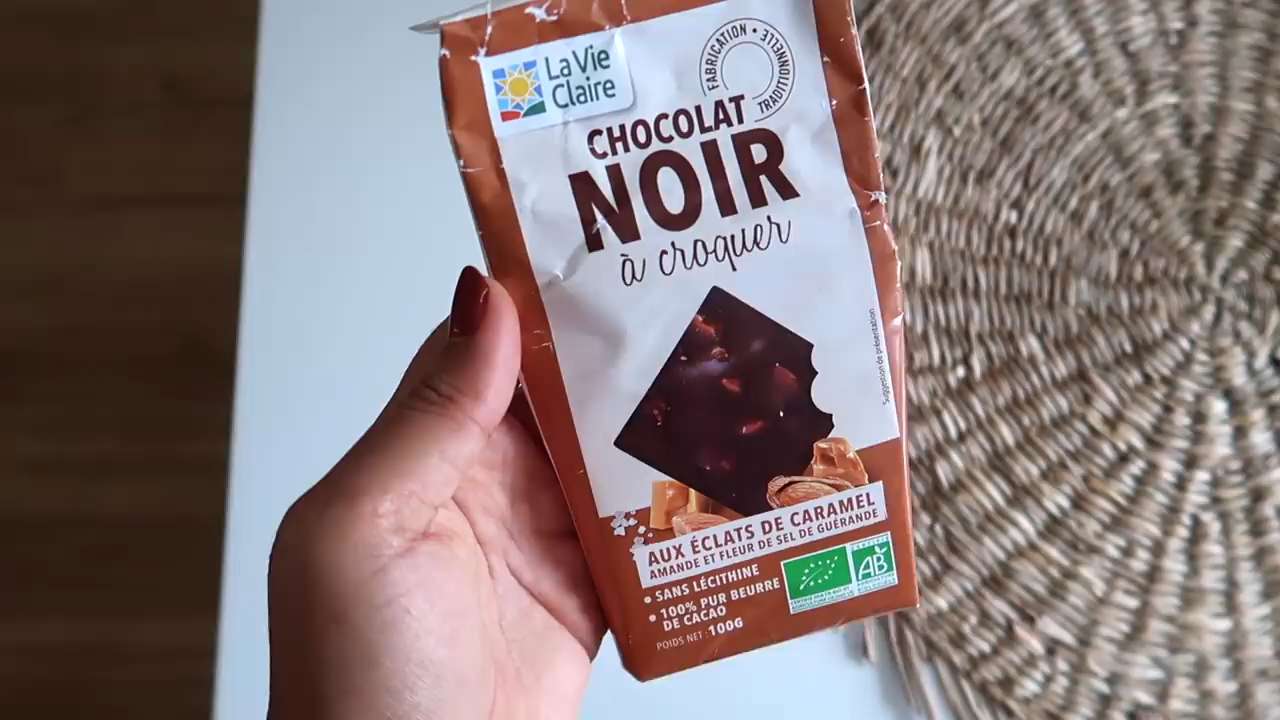 La Vie
Claire
FABRICATION • TRADITIONNELLE
CHOCOLAT
NOIR
à croquer
Suggestion de présentation
AUX ÉCLATS DE CARAMEL
AMANDE ET FLEUR DE SEL DE GUÉRANDE
• SANS LÉCITHINE
• 100% PUR BEURRE
DE CACAO
POIDS NET : 100G
AB